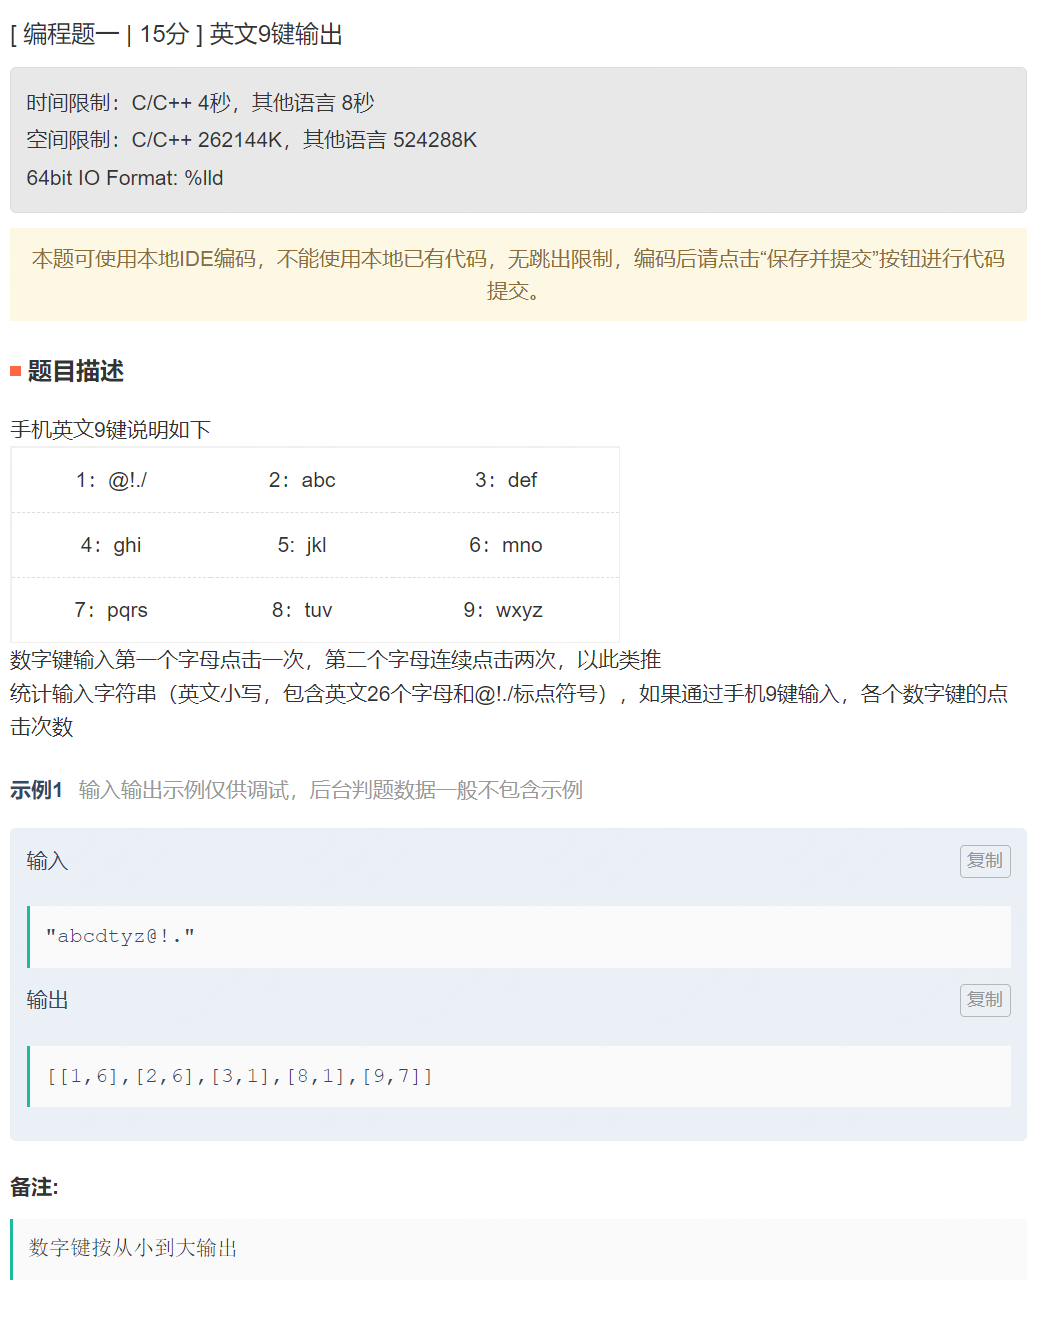 [ 编程题一 | 15分 ] 英文9键输出
时间限制：C/C++ 4秒，其他语言 8秒
空间限制：C/C++ 262144K，其他语言 524288K
64bit IO Format: %lld
本题可使用本地IDE编码，不能使用本地已有代码，无跳出限制，编码后请点击“保存并提交”按钮进行代码
提交。
题目描述
手机英文9键说明如下
1：@!./ 2：abc 3：def
4：ghi 5:  jkl 6：mno
7：pqrs 8：tuv 9：wxyz
数字键输入第一个字母点击一次，第二个字母连续点击两次，以此类推
统计输入字符串（英文小写，包含英文26个字母和@!./标点符号），如果通过手机9键输入，各个数字键的点
击次数
示例1 输入输出示例仅供调试，后台判题数据一般不包含示例
输入 复制
"abcdtyz@!."
输出 复制
[[1,6],[2,6],[3,1],[8,1],[9,7]]
备注:
数字键按从小到大输出